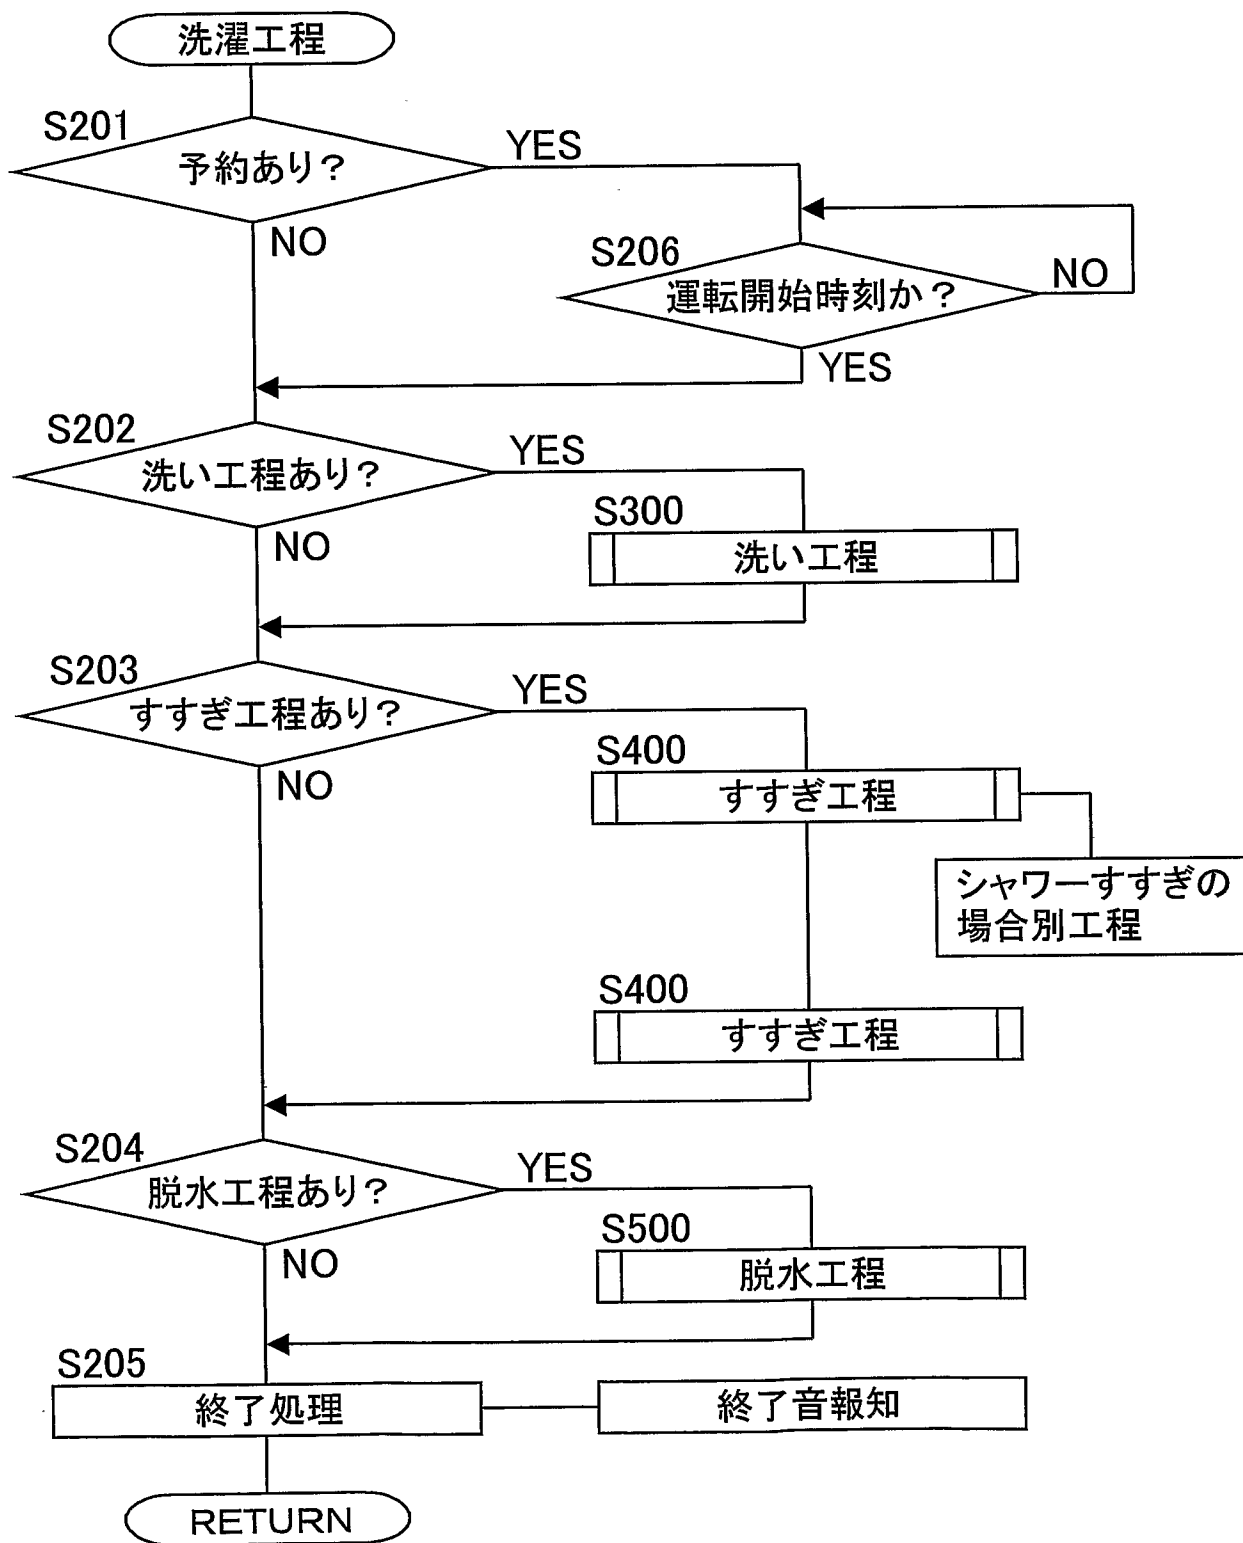 洗濯工程
S201
予約あり？
YES
NO
S206
運転開始時刻か？
NO
YES
S202
洗い工程あり？
YES
NO
S300
洗い工程
S203
すすぎ工程あり？
YES
NO
S400
すすぎ工程
シャワーすすぎの
場合別工程
S400
すすぎ工程
S204
脱水工程あり？
YES
NO
S500
脱水工程
S205
終了処理
終了音報知
RETURN